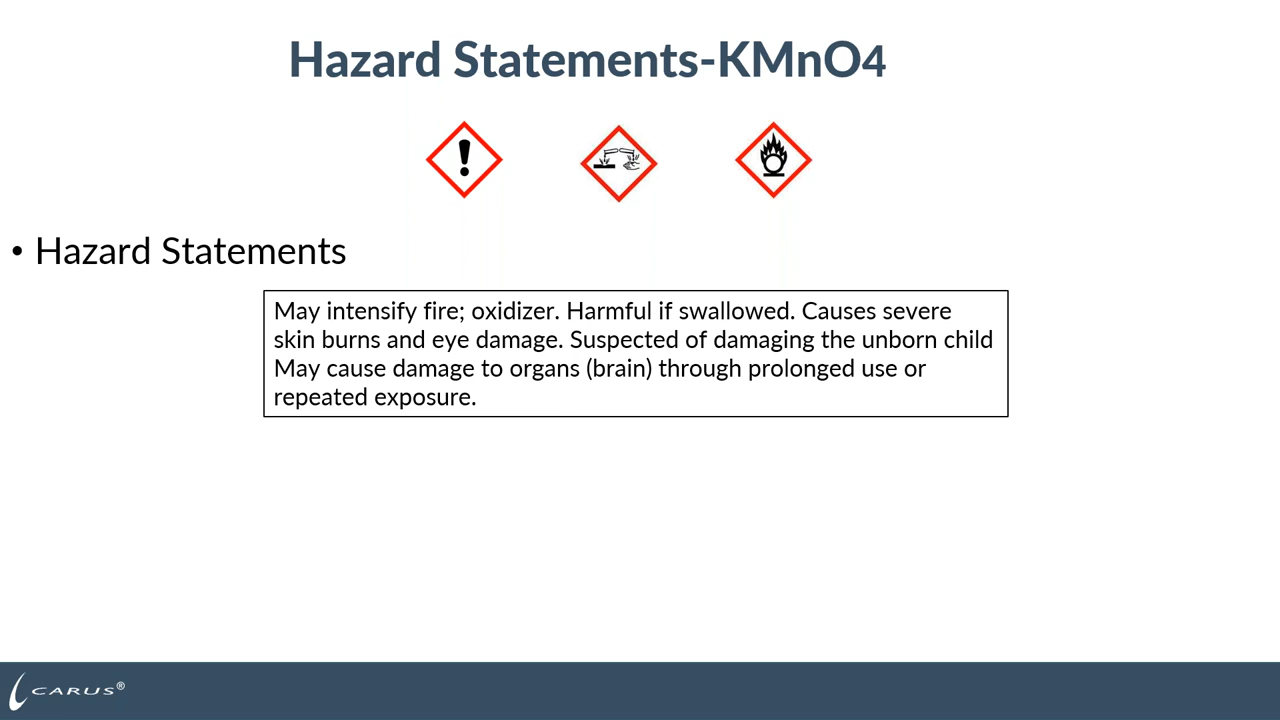 Hazard Statements-KMnO4
• Hazard Statements
May intensify fire; oxidizer. Harmful if swallowed. Causes severe
skin burns and eye damage. Suspected of damaging the unborn child
May cause damage to organs (brain) through prolonged use or
repeated exposure.
CARUS®